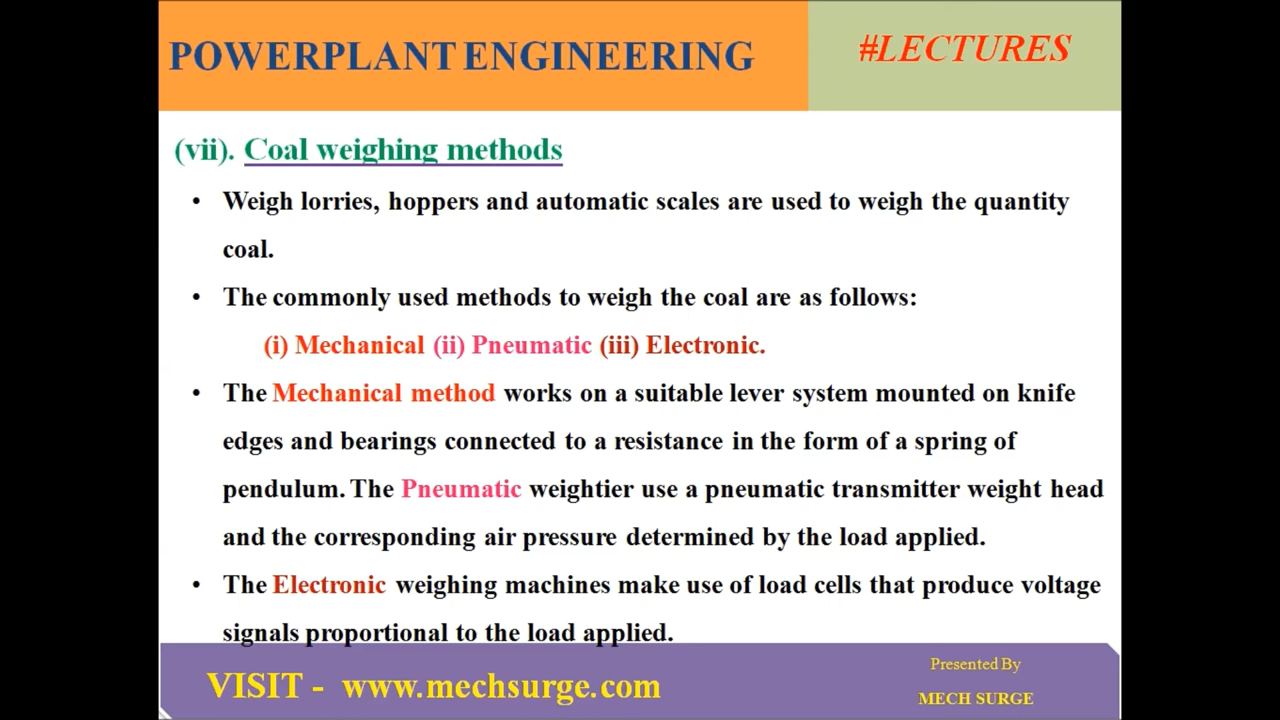 POWERPLANT ENGINEERING
#LECTURES
(vii). Coal weighing methods
• Weigh lorries, hoppers and automatic scales are used to weigh the quantity
coal.
• The commonly used methods to weigh the coal are as follows:
(i) Mechanical (ii) Pneumatic (iii) Electronic.
• The Mechanical method works on a suitable lever system mounted on knife
edges and bearings connected to a resistance in the form of a spring of
pendulum. The Pneumatic weightier use a pneumatic transmitter weight head
and the corresponding air pressure determined by the load applied.
• The Electronic weighing machines make use of load cells that produce voltage
signals proportional to the load applied.
VISIT - www.mechsurge.com
Presented By
MECH SURGE